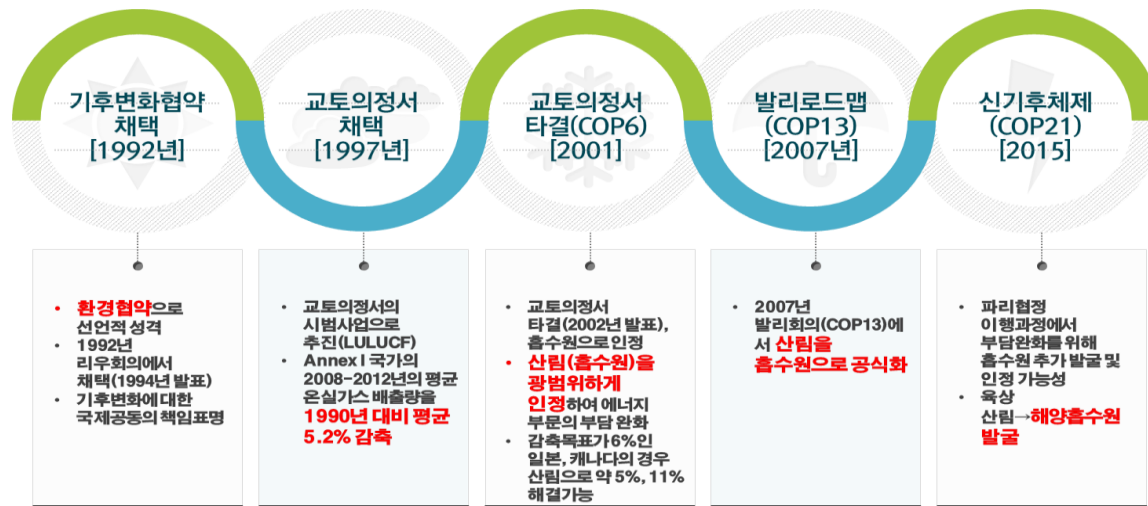 기후변화협약
채택
[1992년]
교토의정서
채택
[1997년]
교토의정서
타결(COP6)
[2001]
발리로드맵
(COP13)
[2007년]
신기후체제
(COP21)
[2015]
• 환경협약으로
선언적 성격
• 1992년
리우회의에서
채택(1994년 발표)
• 기후변화에 대한
국제공동의 책임표명
• 교토의정서의
시범사업으로
추진(LULUCF)
• Annex I 국가의
2008-2012년의 평균
온실가스 배출량을
1990년 대비 평균
5.2% 감축
• 교토의정서
타결(2002년 발표),
흡수원으로 인정
• 산림(흡수원)을
광범위하게
인정하여 에너지
부문의 부담 완화
• 감축목표가 6%인
일본, 캐나다의 경우
산림으로 약 5%, 11%
해결가능
• 2007년
발리회의(COP13)에
서 산림을
흡수원으로 공식화
• 파리협정
이행과정에서
부담완화를 위해
흡수원 추가 발굴 및
인정 가능성
• 육상
산림→해양흡수원
발굴